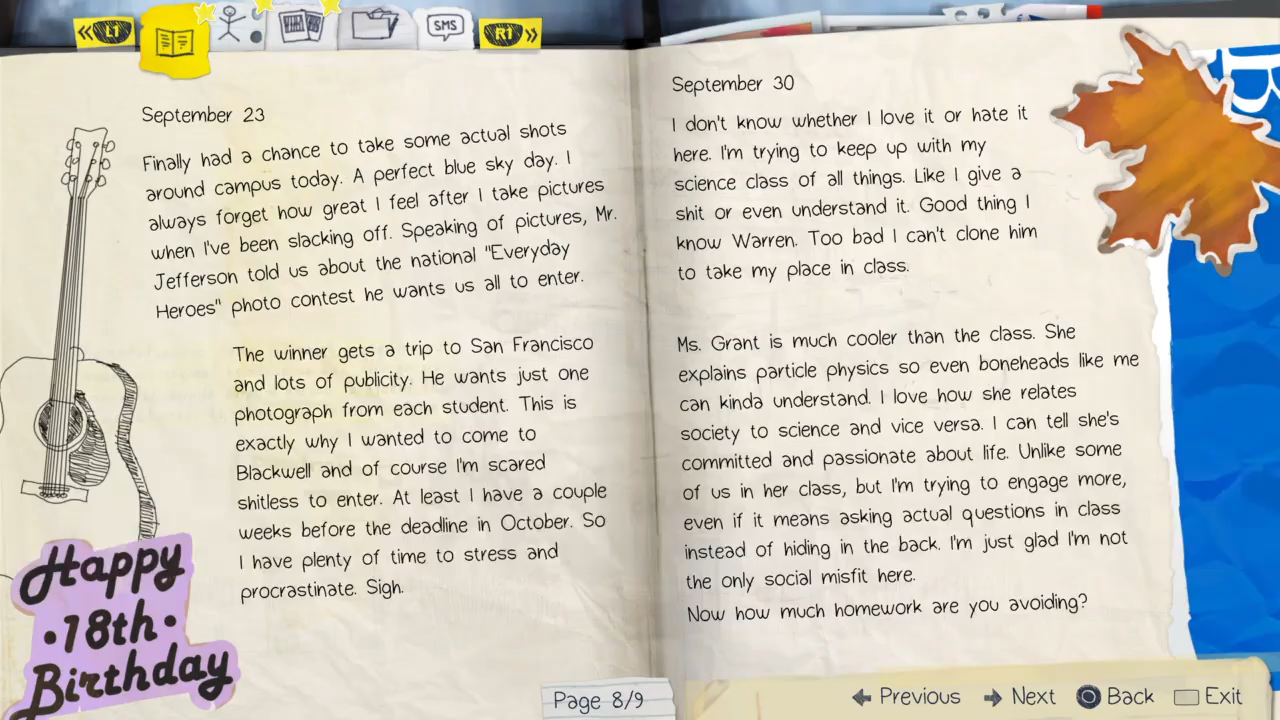 L1
SMS
R1
September 23
Finally had a chance to take some actual shots
around campus today. A perfect blue sky day. I
always forget how great I feel after I take pictures
when I've been slacking off. Speaking of pictures, Mr.
Jefferson told us about the national "Everyday
Heroes" photo contest he wants us all to enter.
The winner gets a trip to San Francisco
and lots of publicity. He wants just one
photograph from each student. This is
exactly why I wanted to come to
Blackwell and of course I'm scared
shitless to enter. At least I have a couple
weeks before the deadline in October. So
I have plenty of time to stress and
procrastinate. Sigh.
Happy
•18th•
Birthday
September 30
I don't know whether I love it or hate it
here. I'm trying to keep up with my
science class of all things. Like I give a
shit or even understand it. Good thing I
know Warren. Too bad I can't clone him
to take my place in class.
Ms. Grant is much cooler than the class. She
explains particle physics so even boneheads like me
can kinda understand. I love how she relates
society to science and vice versa. I can tell she's
committed and passionate about life. Unlike some
of us in her class, but I'm trying to engage more,
even if it means asking actual questions in class
instead of hiding in the back. I'm just glad I'm not
the only social misfit here.
Now how much homework are you avoiding?
B
Page 8/9
Previous
Next
Back
Exit